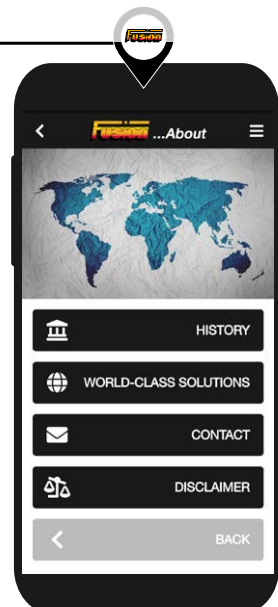 Fusion
Fusion ...About
HISTORY
WORLD-CLASS SOLUTIONS
CONTACT
DISCLAIMER
BACK